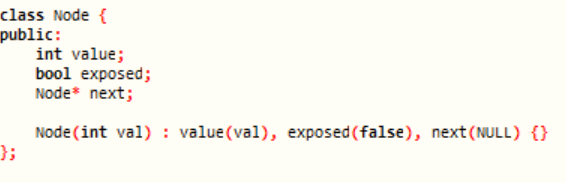 class Node {
public:
    int value;
    bool exposed;
    Node* next;

    Node(int val) : value(val), exposed(false), next(NULL) {}
};